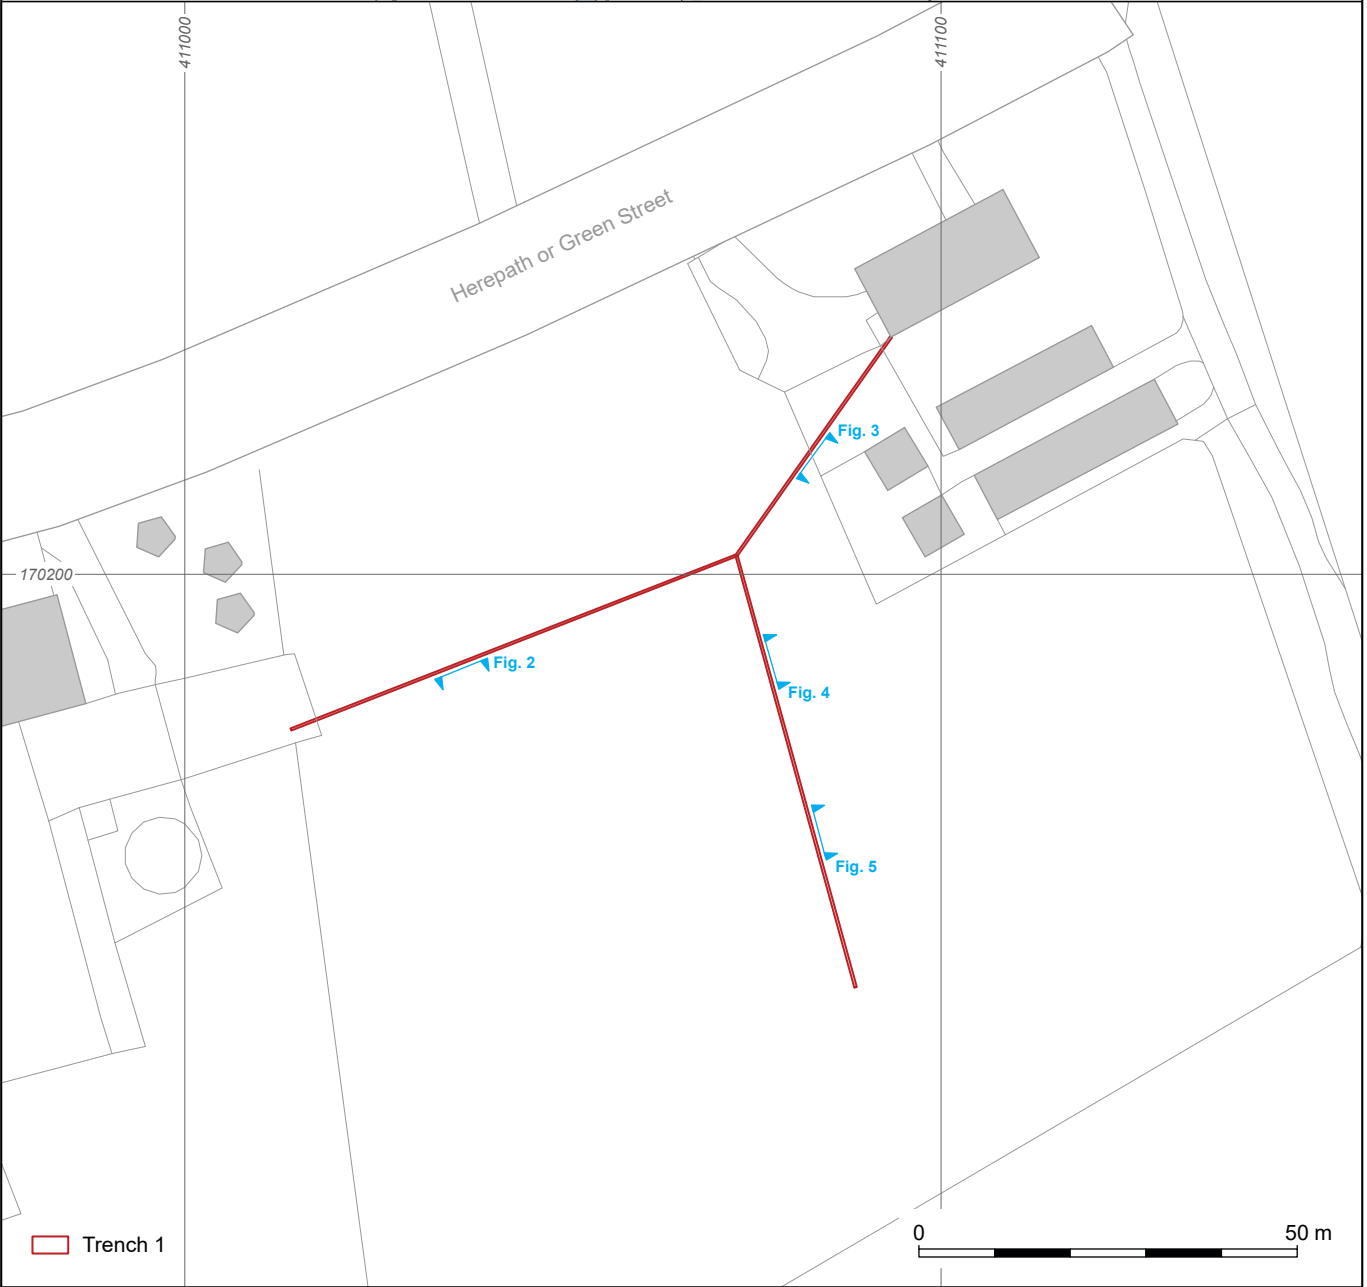 411000
411100
Herepath or Green Street
Fig. 3
170200
Fig. 2
Fig. 4
Fig. 5
Trench 1
0 50 m